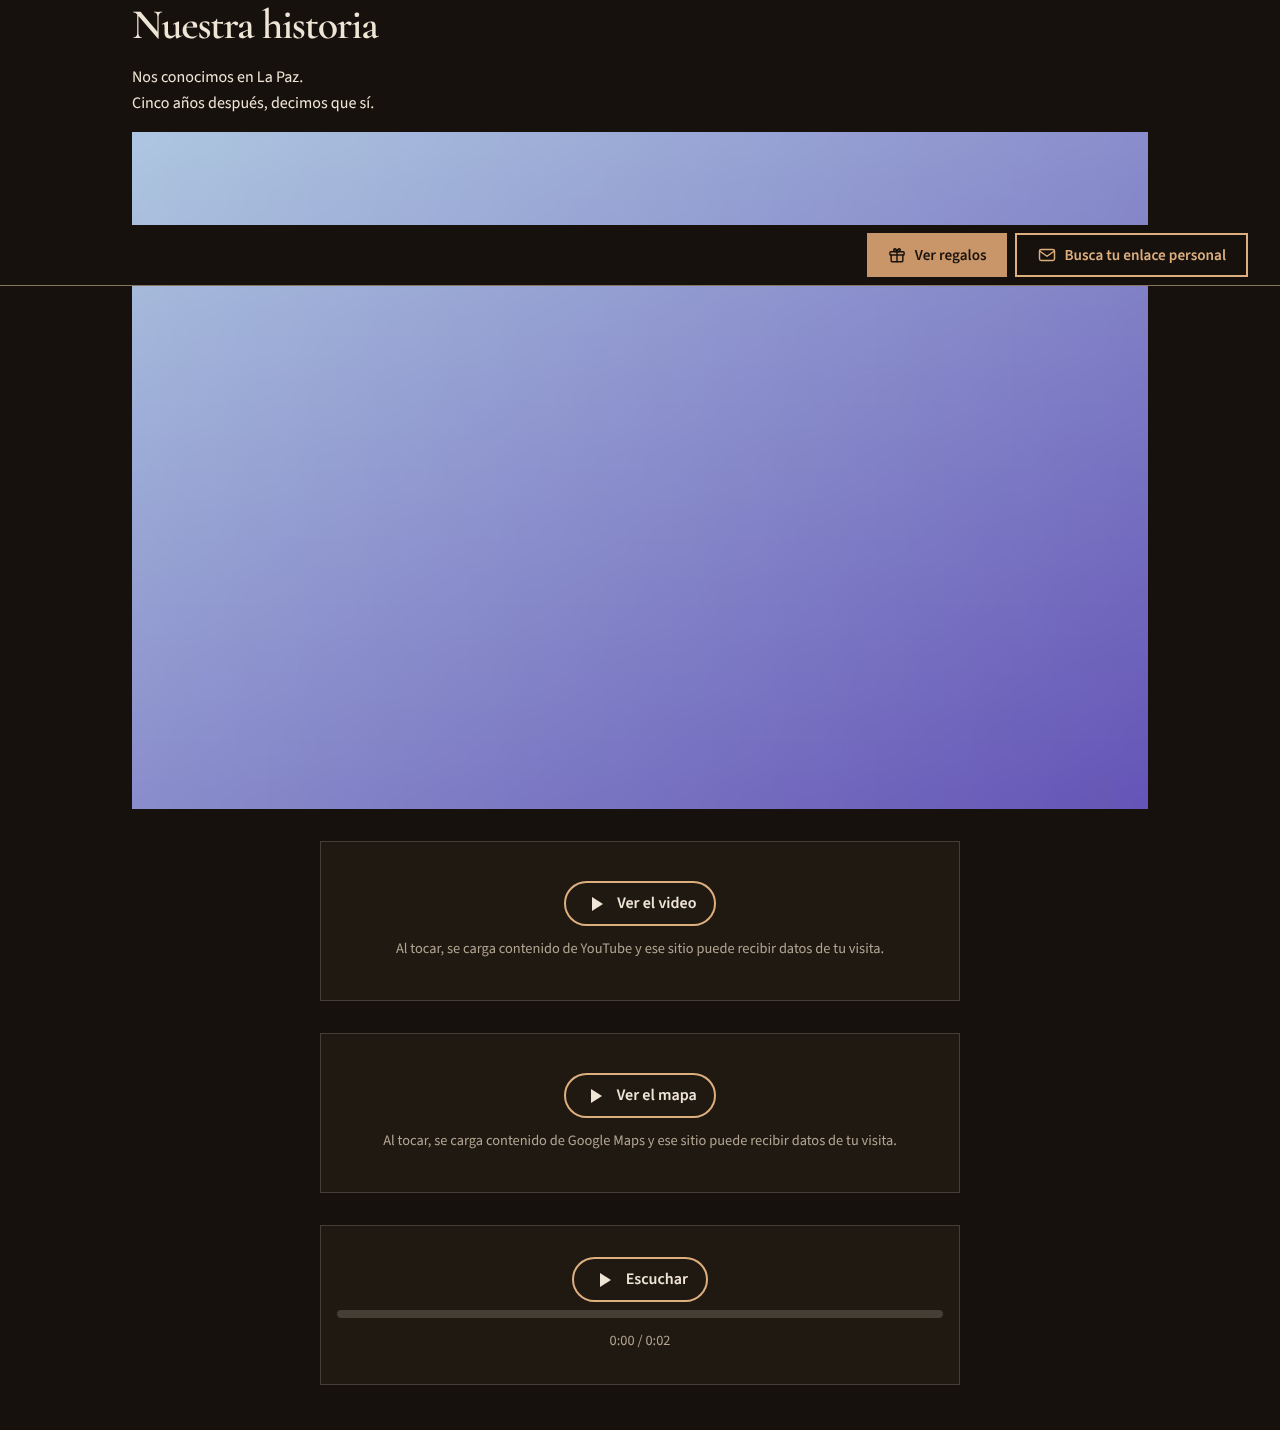 Nuestra historia
Nos conocimos en La Paz.
Cinco años después, decimos que sí.
Ver regalos
Busca tu enlace personal
Ver el video
Al tocar, se carga contenido de YouTube y ese sitio puede recibir datos de tu visita.
Ver el mapa
Al tocar, se carga contenido de Google Maps y ese sitio puede recibir datos de tu visita.
Escuchar
0:00 / 0:02